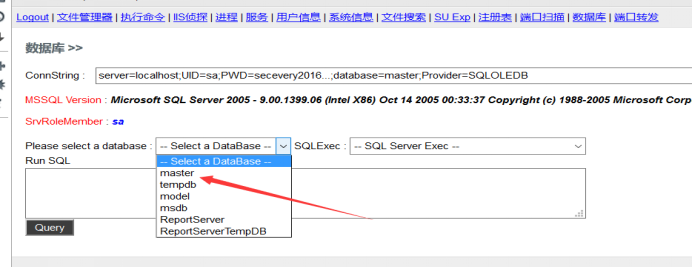 Logout | 文件管理器 | 执行命令 | IIS侦探 | 进程 | 服务 | 用户信息 | 系统信息 | 文件搜索 | SU Exp | 注册表 | 端口扫描 | 数据库 | 端口转发
数据库 >>
ConnString : server=localhost;UID=sa;PWD=secevery2016...;database=master;Provider=SQLOLEDB
MSSQL Version : Microsoft SQL Server 2005 - 9.00.1399.06 (Intel X86) Oct 14 2005 00:33:37 Copyright (c) 1988-2005 Microsoft Corp
SrvRoleMember : sa
Please select a database : -- Select a DataBase -- SQLExec : -- SQL Server Exec --
Run SQL
-- Select a DataBase --
master
tempdb
model
msdb
ReportServer
ReportServerTempDB
Query